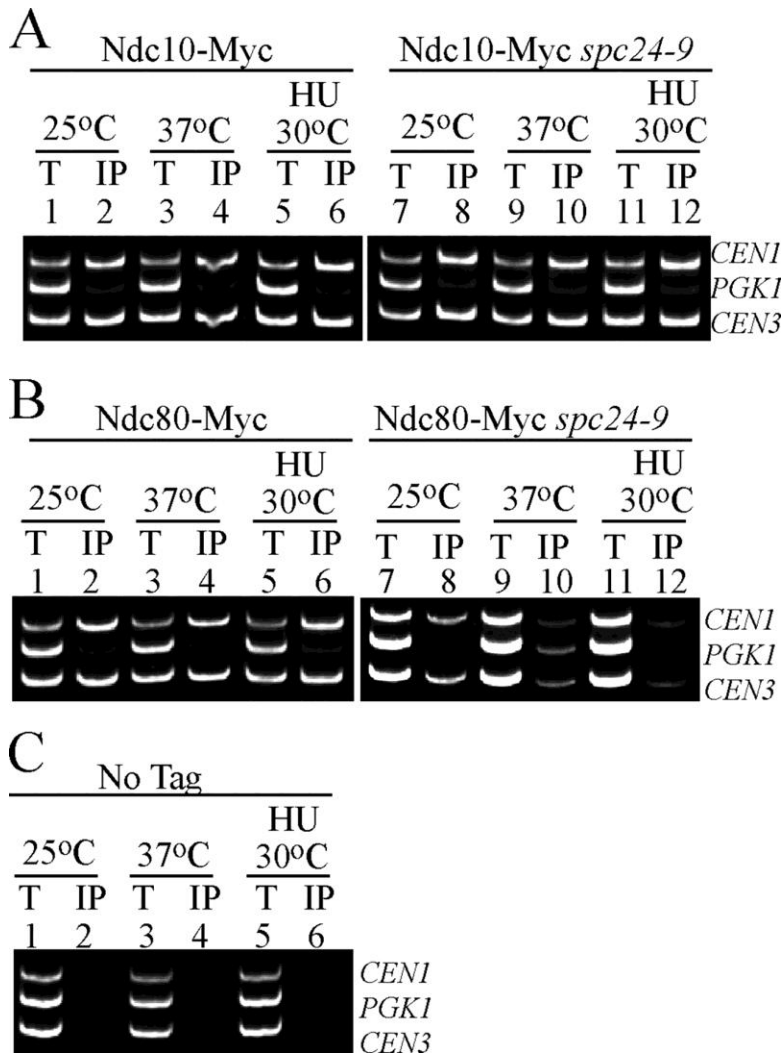 A
Ndc10-Myc Ndc10-Myc spc24-9
HU HU
25°C 37°C 30°C 25°C 37°C 30°C
T IP T IP T IP T IP T IP T IP
1 2 3 4 5 6 7 8 9 10 11 12
CEN1
PGK1
CEN3
B
Ndc80-Myc Ndc80-Myc spc24-9
HU HU
25°C 37°C 30°C 25°C 37°C 30°C
T IP T IP T IP T IP T IP T IP
1 2 3 4 5 6 7 8 9 10 11 12
CEN1
PGK1
CEN3
C
No Tag
HU
25°C 37°C 30°C
T IP T IP T IP
1 2 3 4 5 6
CEN1
PGK1
CEN3